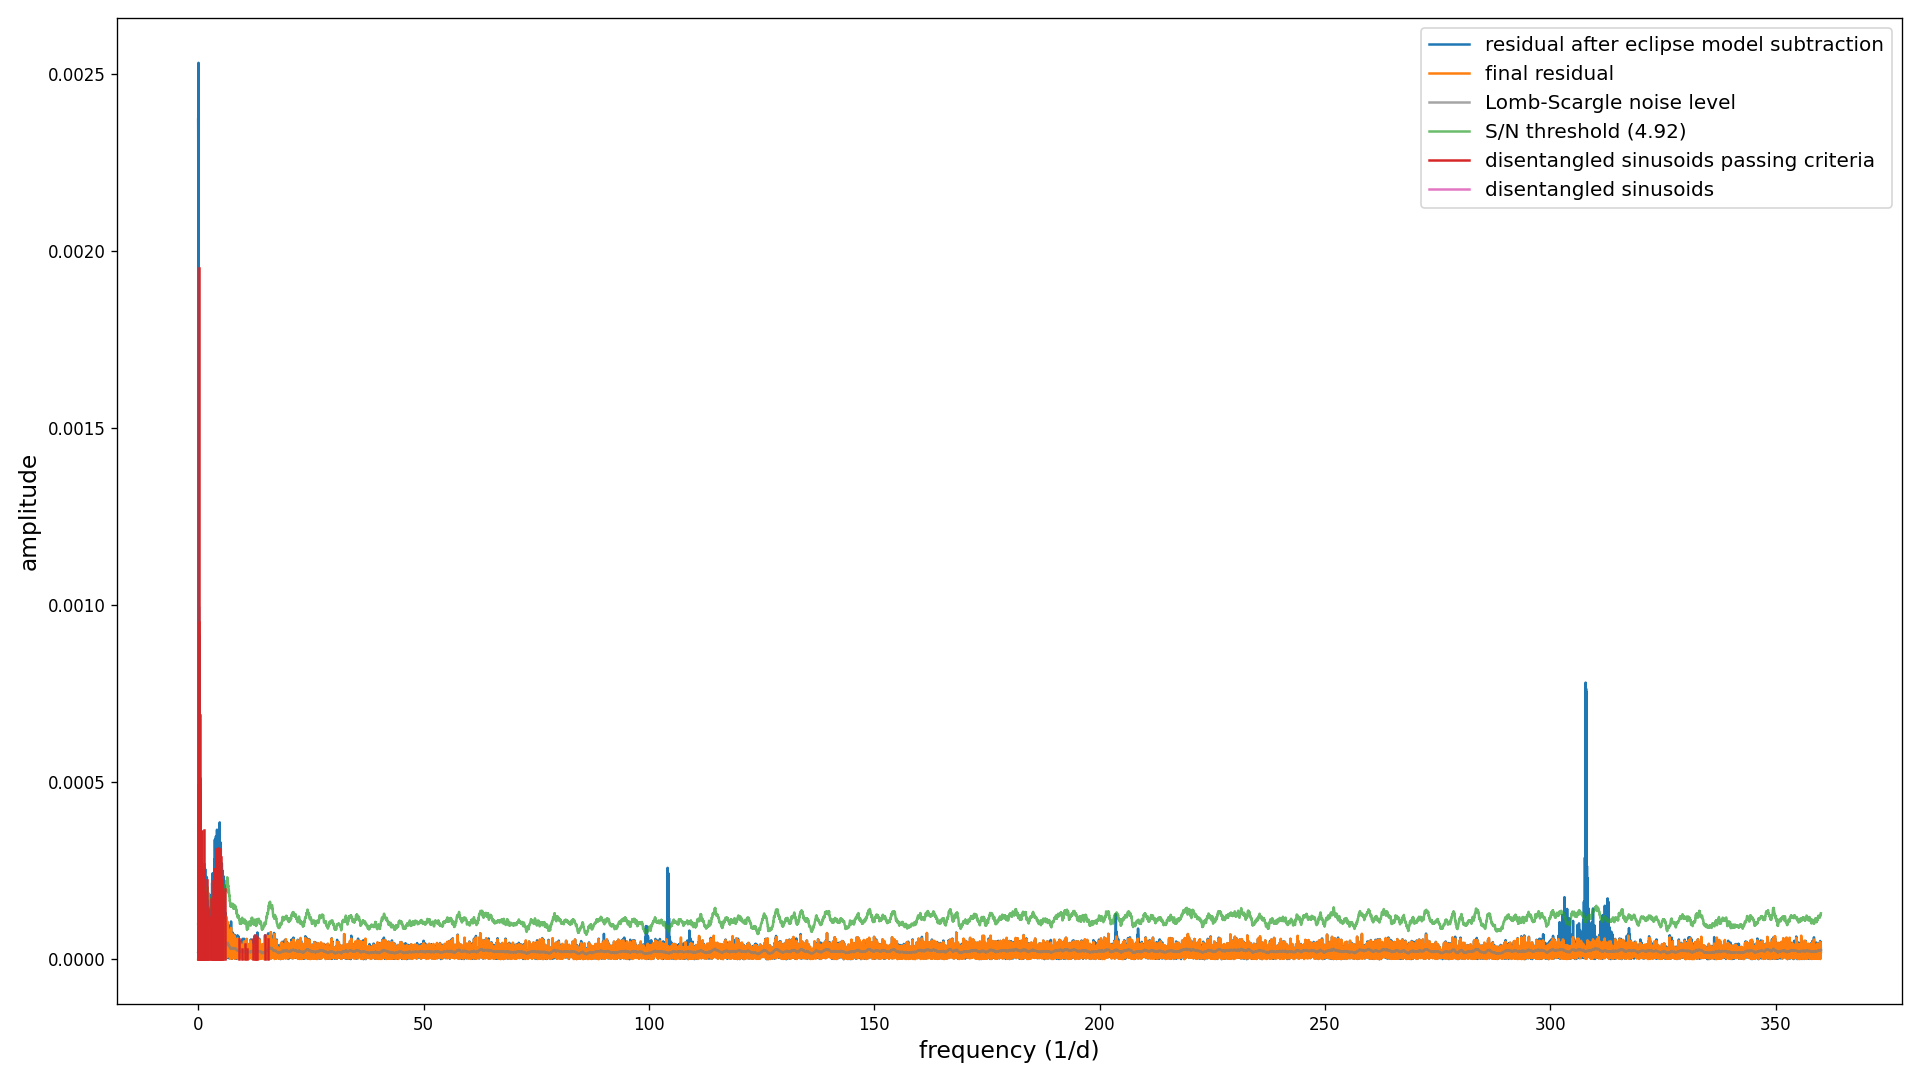 residual after eclipse model subtraction
final residual
Lomb-Scargle noise level
S/N threshold (4.92)
disentangled sinusoids passing criteria
disentangled sinusoids
0.0025
0.0020
0.0015
0.0010
0.0005
0.0000
amplitude
0 50 100 150 200 250 300 350
frequency (1/d)